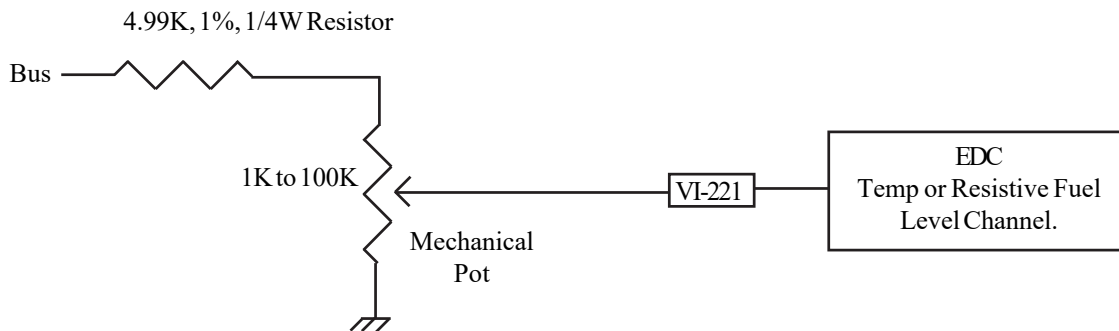 4.99K, 1%, 1/4W Resistor
Bus
1K to 100K
Mechanical
Pot
VI-221
EDC
Temp or Resistive Fuel
Level Channel.